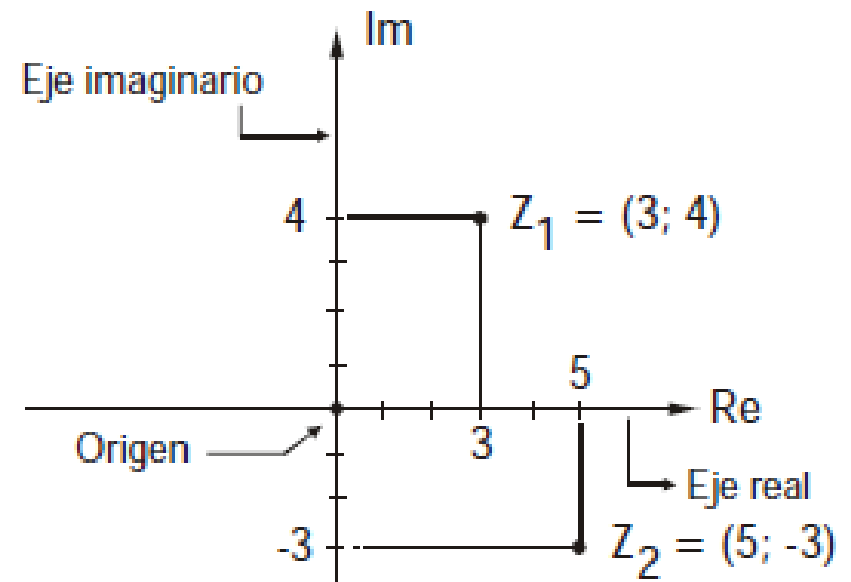 Im
Eje imaginario
4
Z1 = (3; 4)
5
Re
3
Origen
Eje real
-3
Z2 = (5; -3)